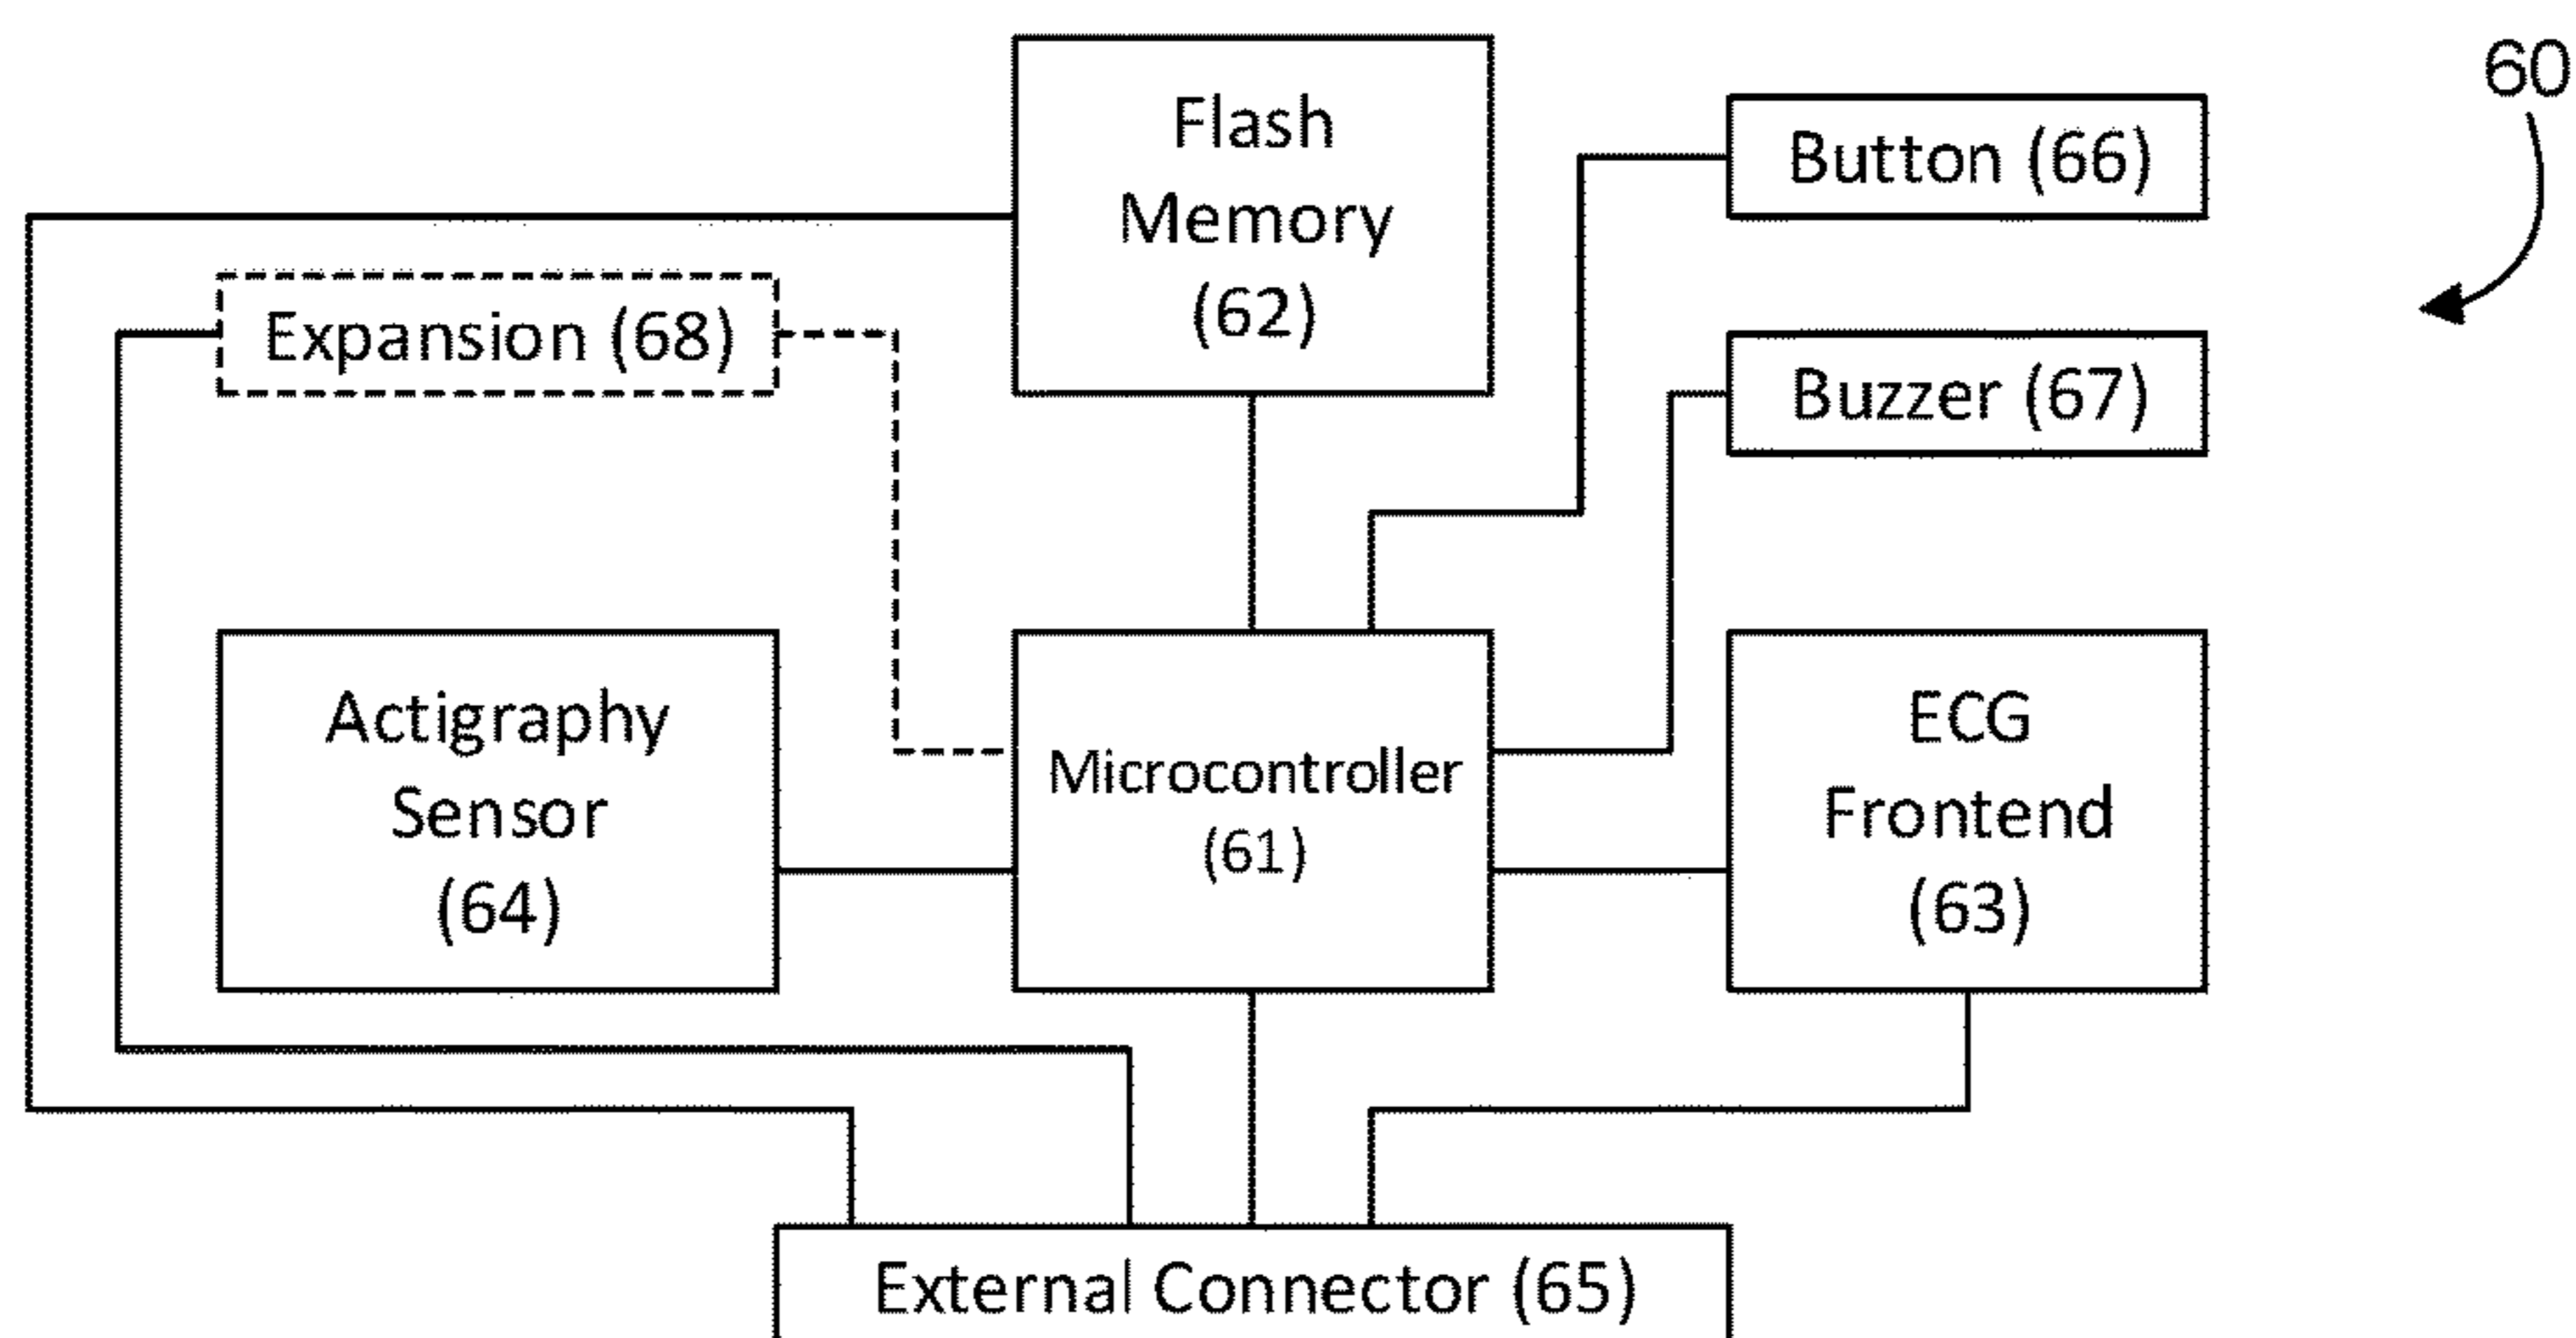 60
Flash
Memory
(62)
Button (66)
Expansion (68)
Buzzer (67)
Actigraphy
Sensor
(64)
Microcontroller
(61)
ECG
Frontend
(63)
External Connector (65)